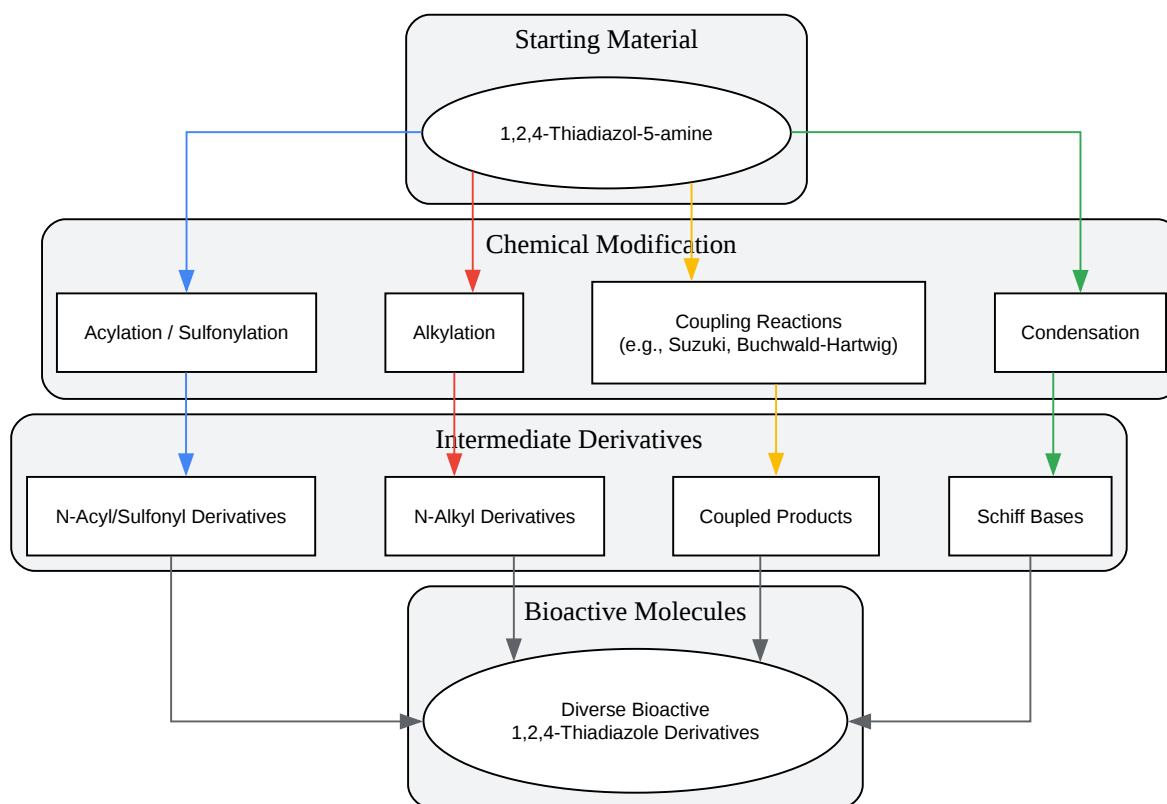 Starting Material
1,2,4-Thiadiazol-5-amine
Chemical Modification
Acylation / Sulfonylation
Alkylation
Coupling Reactions
(e.g., Suzuki, Buchwald-Hartwig)
Condensation
Intermediate Derivatives
N-Acyl/Sulfonyl Derivatives
N-Alkyl Derivatives
Coupled Products
Schiff Bases
Bioactive Molecules
Diverse Bioactive
1,2,4-Thiadiazole Derivatives